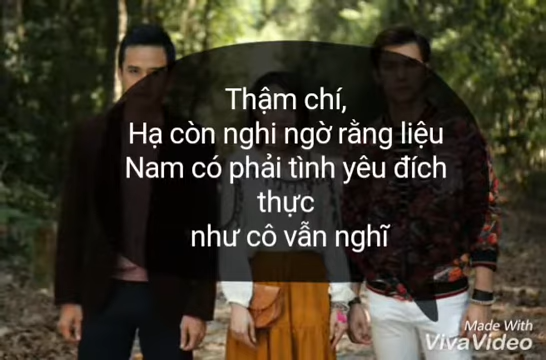 Thậm chí,
Hạ còn nghi ngờ rằng liệu
Nam có phải tình yêu đích
thực
như cô vẫn nghĩ
Made With
VivaVideo